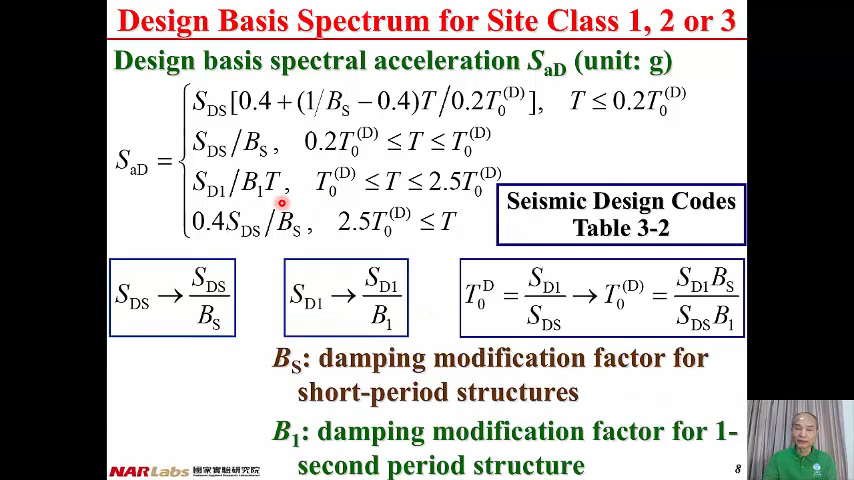 Design Basis Spectrum for Site Class 1, 2 or 3
Design basis spectral acceleration S_aD (unit: g)
S_aD = { S_DS[0.4 + (1/B_S − 0.4)T/0.2T_0^(D)], T ≤ 0.2T_0^(D)
S_DS/B_S, 0.2T_0^(D) ≤ T ≤ T_0^(D)
S_D1/B_1T, T_0^(D) ≤ T ≤ 2.5T_0^(D)
0.4S_DS/B_S, 2.5T_0^(D) ≤ T
Seismic Design Codes
Table 3-2
S_DS → S_DS/B_S
S_D1 → S_D1/B_1
T_0^D = S_D1/S_DS → T_0^(D) = S_D1B_S/S_DSB_1
B_S: damping modification factor for
short-period structures
B_1: damping modification factor for 1-
second period structure
NARLabs 國家實驗研究院
8